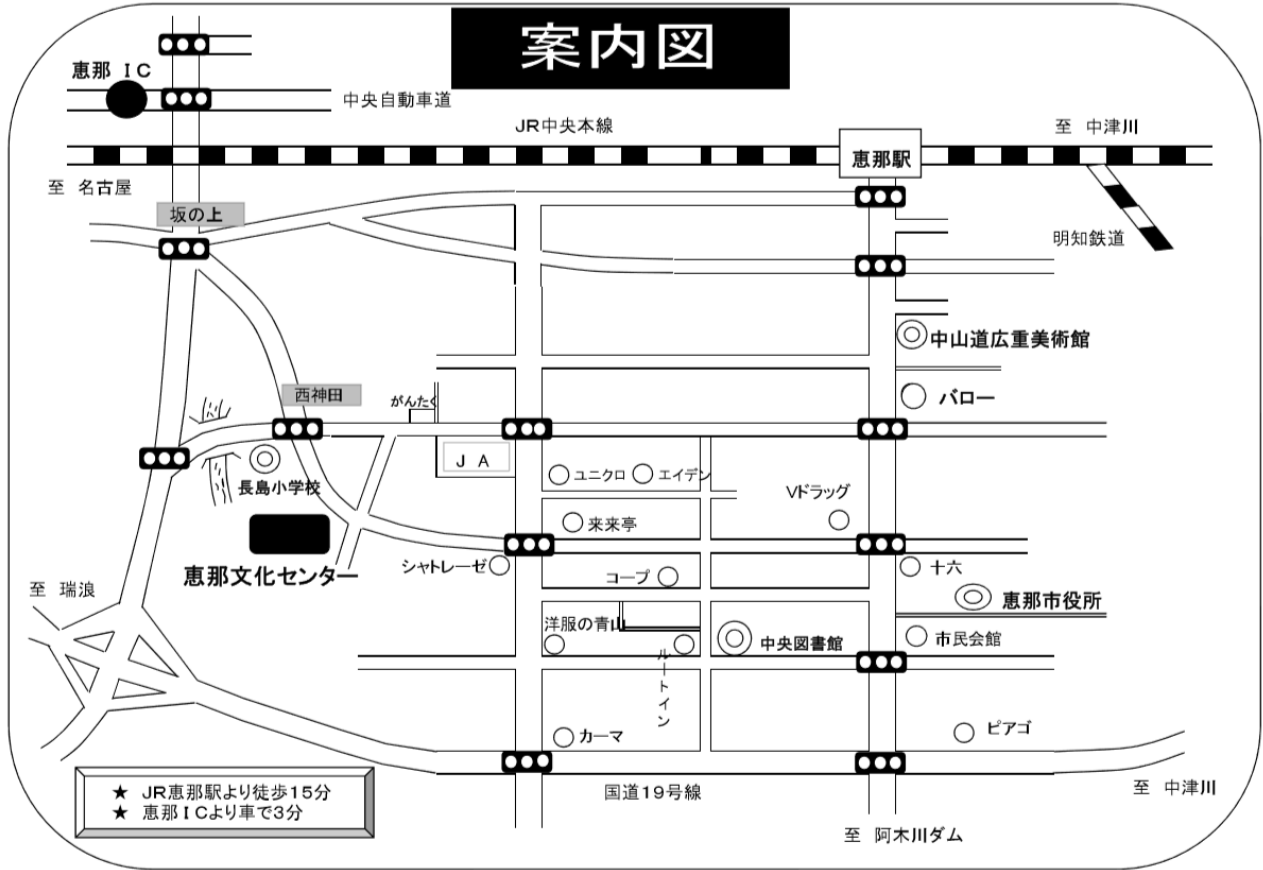 案内図
恵那 IC
中央自動車道
JR中央本線
至 中津川
恵那駅
至 名古屋
坂の上
明知鉄道
中山道広重美術館
西神田
がんたく
バロー
JA
ユニクロ
エイデン
長島小学校
Vドラッグ
来来亭
恵那文化センター
シャトレーゼ
コープ
十六
至 瑞浪
恵那市役所
洋服の青山
ルートイン
中央図書館
市民会館
カーマ
ピアゴ
★ JR恵那駅より徒歩15分
★ 恵那ICより車で3分
国道19号線
至 中津川
至 阿木川ダム